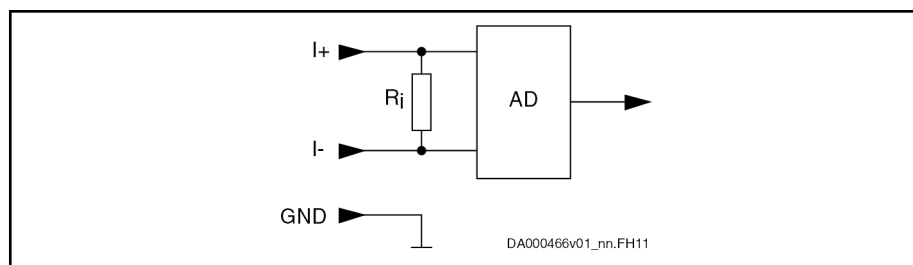 I+
Ri
AD
I-
GND
DA000466v01_nn.FH11